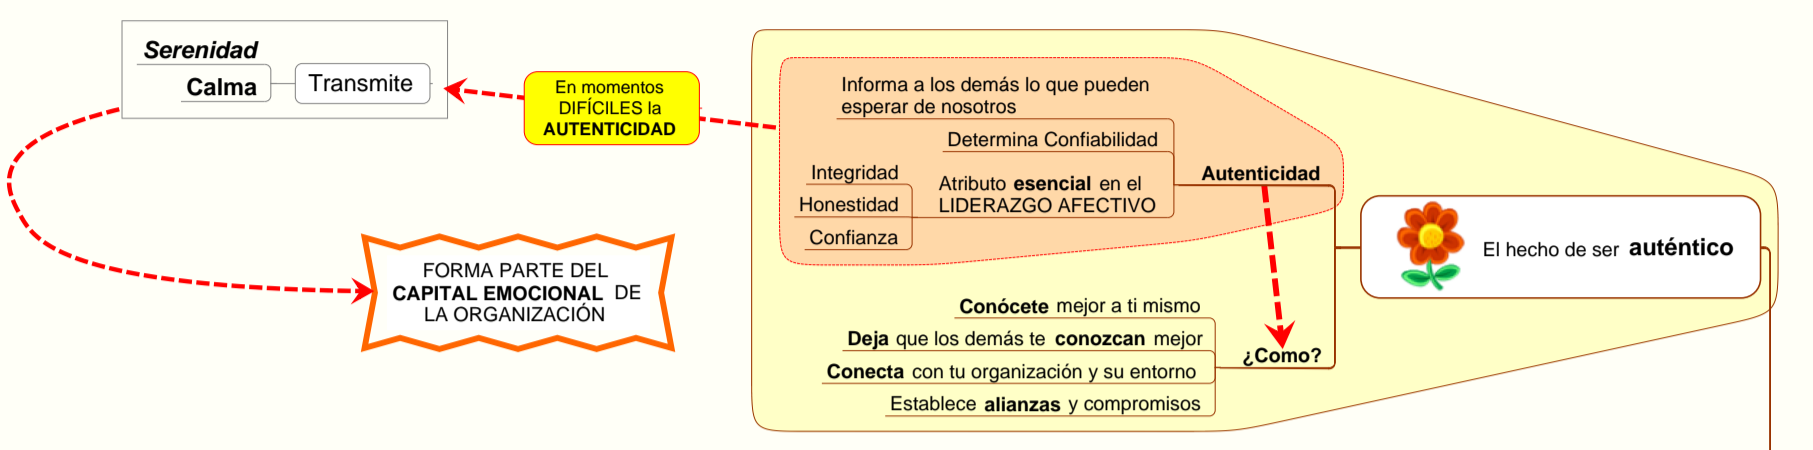 Serenidad
Calma
Transmite
En momentos
DIFÍCILES la
AUTENTICIDAD
FORMA PARTE DEL
CAPITAL EMOCIONAL DE
LA ORGANIZACIÓN
Informa a los demás lo que pueden
esperar de nosotros
Determina Confiabilidad
Integridad
Honestidad
Confianza
Atributo esencial en el
LIDERAZGO AFECTIVO
Autenticidad
El hecho de ser auténtico
Conócete mejor a ti mismo
Deja que los demás te conozcan mejor
Conecta con tu organización y su entorno
Establece alianzas y compromisos
¿Como?